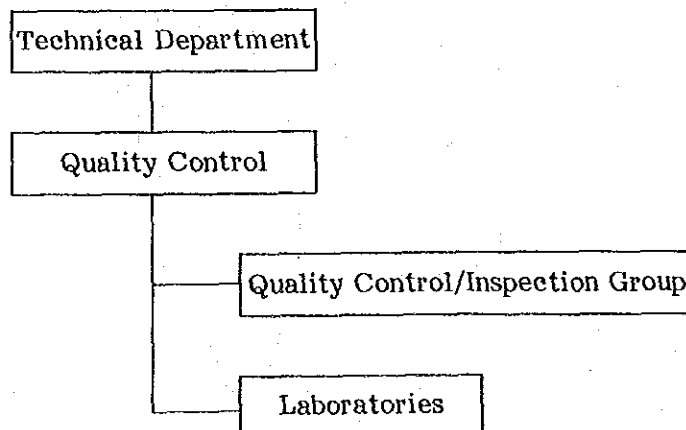 Technical Department
Quality Control
Quality Control/Inspection Group
Laboratories